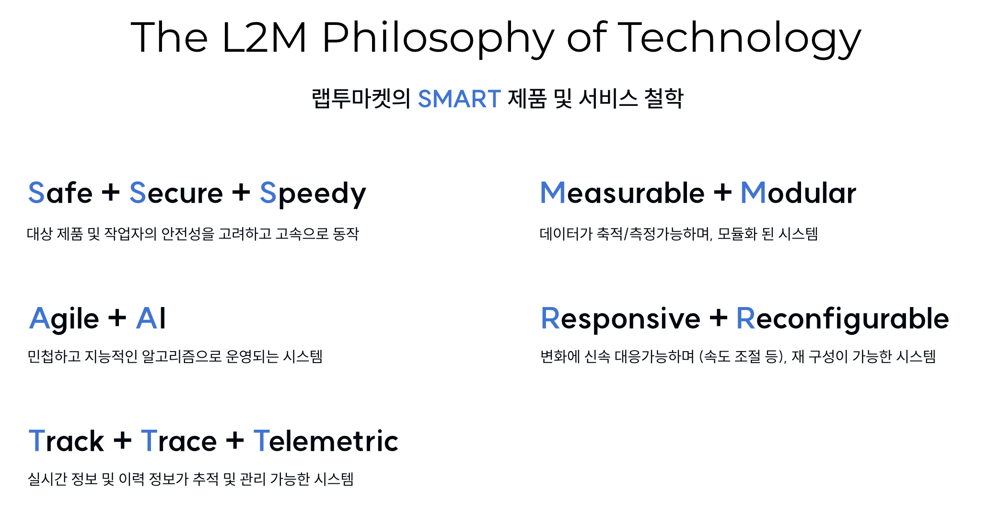 The L2M Philosophy of Technology
랩투마켓의 SMART 제품 및 서비스 철학
Safe + Secure + Speedy
대상 제품 및 작업자의 안전성을 고려하고 고속으로 동작
Measurable + Modular
데이터가 축적/측정가능하며, 모듈화 된 시스템
Agile + AI
민첩하고 지능적인 알고리즘으로 운영되는 시스템
Responsive + Reconfigurable
변화에 신속 대응가능하며 (속도 조절 등), 재 구성이 가능한 시스템
Track + Trace + Telemetric
실시간 정보 및 이력 정보가 추적 및 관리 가능한 시스템